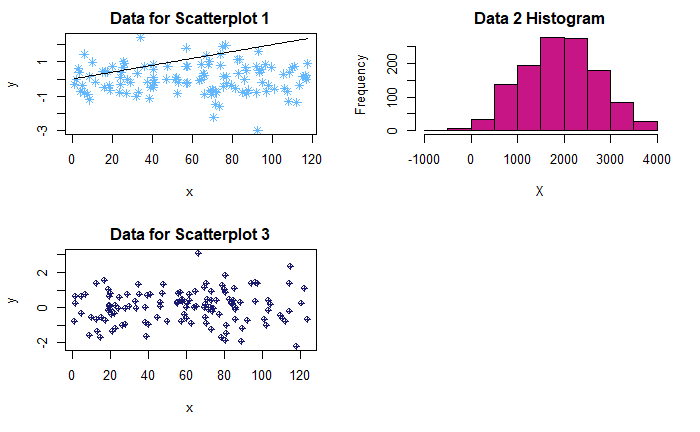 Data for Scatterplot 1
y
1
-1
-3
0 20 40 60 80 100 120
x
Data 2 Histogram
Frequency
200
100
0
-1000 0 1000 2000 3000 4000
X
Data for Scatterplot 3
y
2
0
-2
0 20 40 60 80 100 120
x